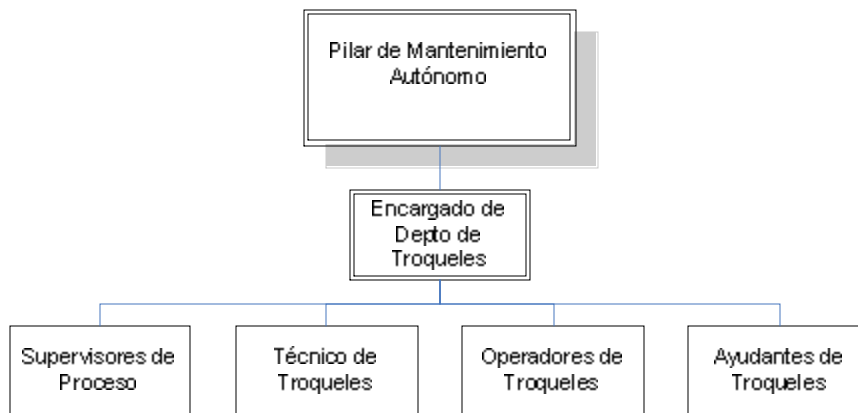 Pilar de Mantenimiento
Autónomo
Encargado de
Depto de
Troqueles
Supervisores de
Proceso
Técnico de
Troqueles
Operadores de
Troqueles
Ayudantes de
Troqueles